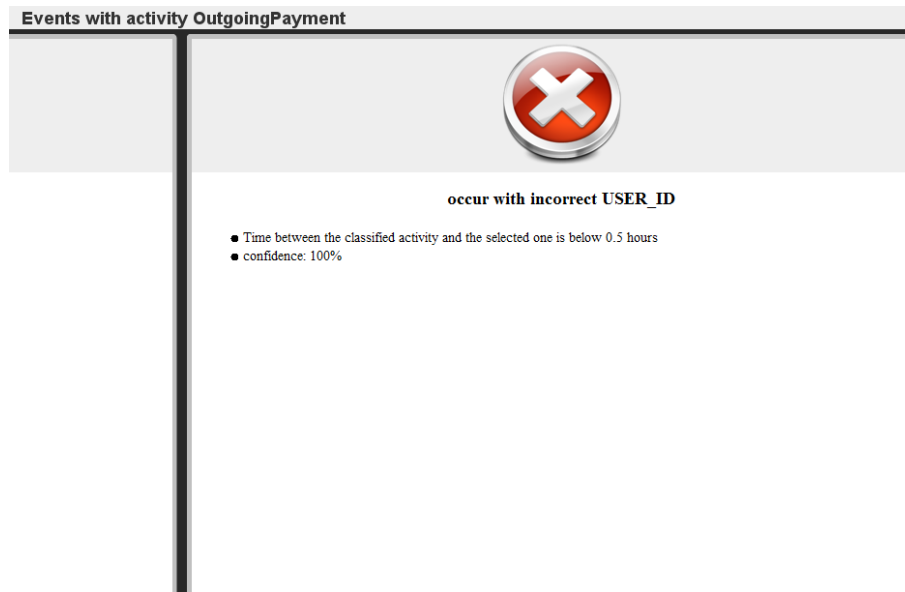 Events with activity OutgoingPayment
occur with incorrect USER_ID
Time between the classified activity and the selected one is below 0.5 hours
confidence: 100%